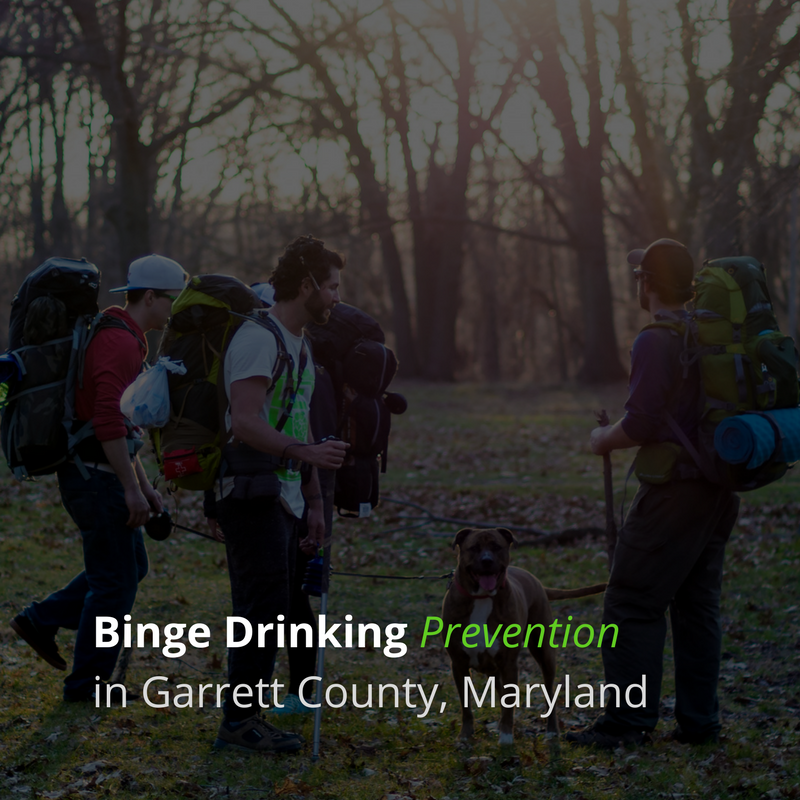 Binge Drinking Prevention
in Garrett County, Maryland